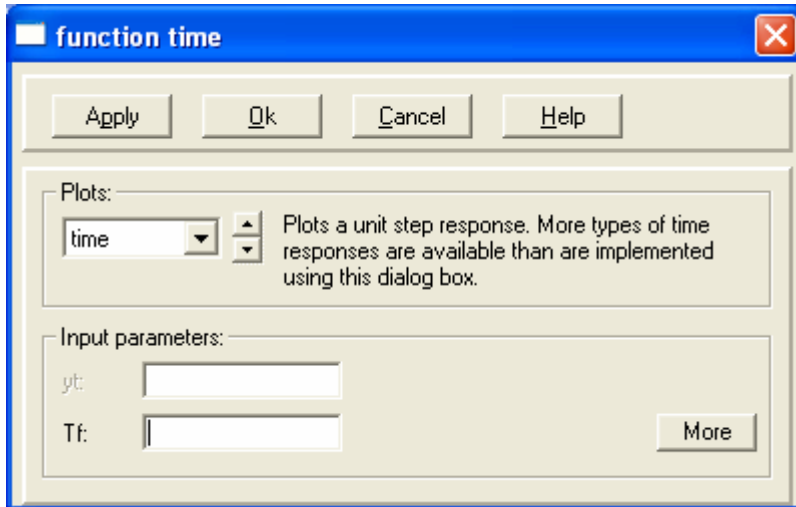 function time
Apply Ok Cancel Help
Plots:
time
Plots a unit step response. More types of time
responses are available than are implemented
using this dialog box.
Input parameters:
yt:
Tf:
More